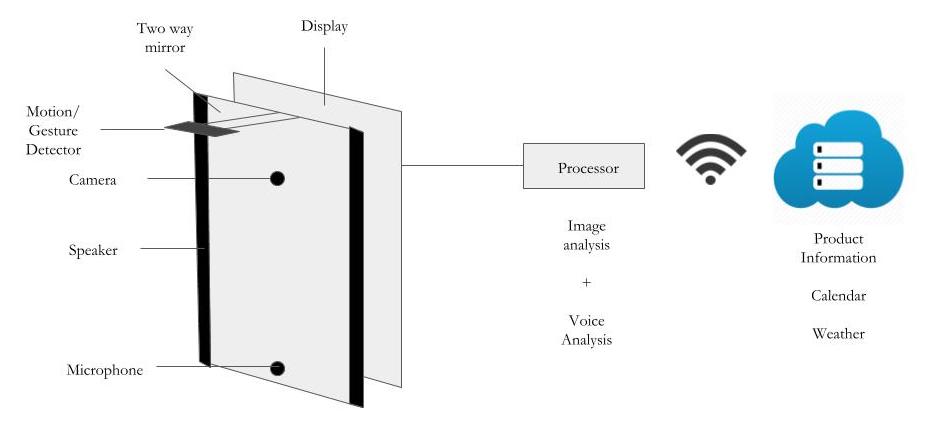 Two way
mirror
Display
Motion/
Gesture
Detector
Camera
Speaker
Microphone
Processor
Image
analysis
+
Voice
Analysis
Product
Information
Calendar
Weather